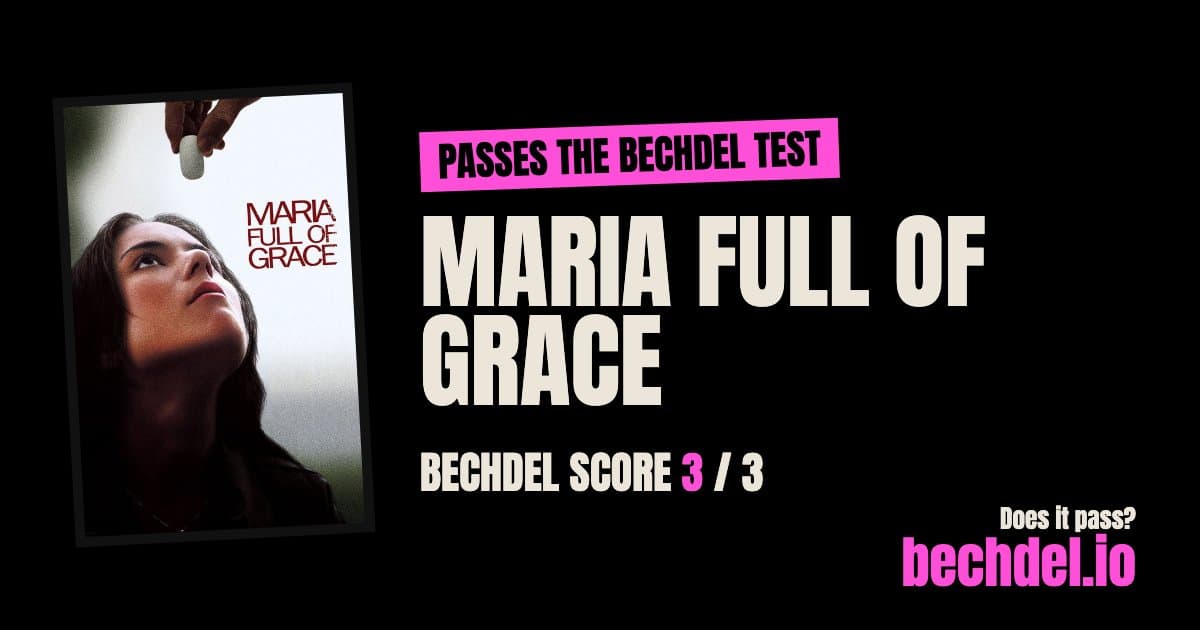 MARIA
FULL OF
GRACE
PASSES THE BECHDEL TEST
MARIA FULL OF
GRACE
BECHDEL SCORE 3 / 3
Does it pass?
bechdel.io